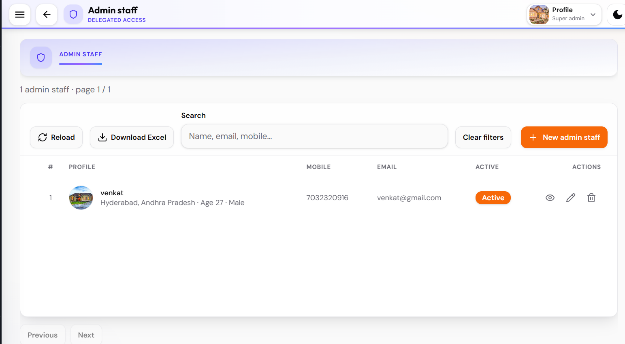 Admin staff
DELEGATED ACCESS
Profile
Super admin
ADMIN STAFF
1 admin staff · page 1 / 1
Search
Reload
Download Excel
Name, email, mobile...
Clear filters
+ New admin staff
# PROFILE MOBILE EMAIL ACTIVE ACTIONS
venkat
1 7032320916 venkat@gmail.com Active
Hyderabad, Andhra Pradesh · Age 27 · Male
Previous Next